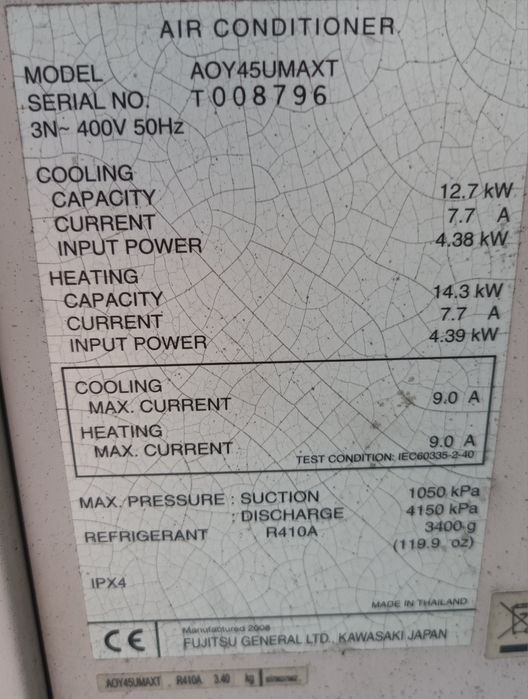 AIR CONDITIONER
MODEL AOY45UMAXT
SERIAL NO. T008796
3N~ 400V 50Hz
COOLING
CAPACITY 12.7 kW
CURRENT 7.7 A
INPUT POWER 4.38 kW
HEATING
CAPACITY 14.3 kW
CURRENT 7.7 A
INPUT POWER 4.39 kW
COOLING
MAX. CURRENT 9.0 A
HEATING
MAX. CURRENT 9.0 A
TEST CONDITION: IEC60335-2-40
MAX. PRESSURE : SUCTION 1050 kPa
: DISCHARGE 4150 kPa
REFRIGERANT R410A 3400 g
(119.9 oz)
IPX4
MADE IN THAILAND
CE Manufactured 2008
FUJITSU GENERAL LTD. KAWASAKI JAPAN
AOY45UMAXT R410A 3.40 kg